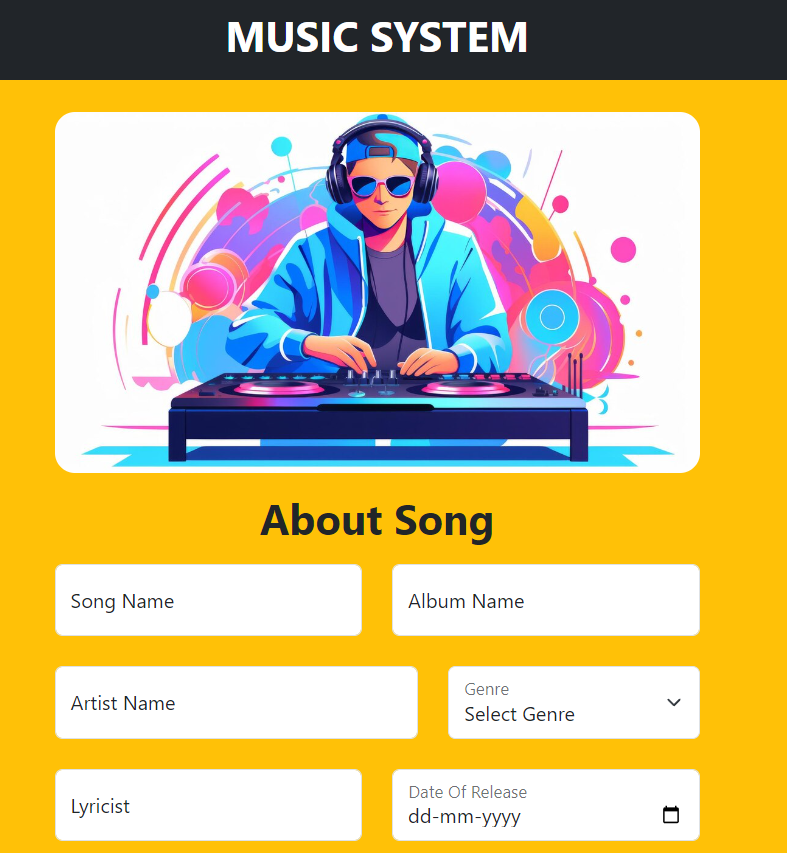 MUSIC SYSTEM
About Song
Song Name
Album Name
Artist Name
Genre
Select Genre
Lyricist
Date Of Release
dd-mm-yyyy